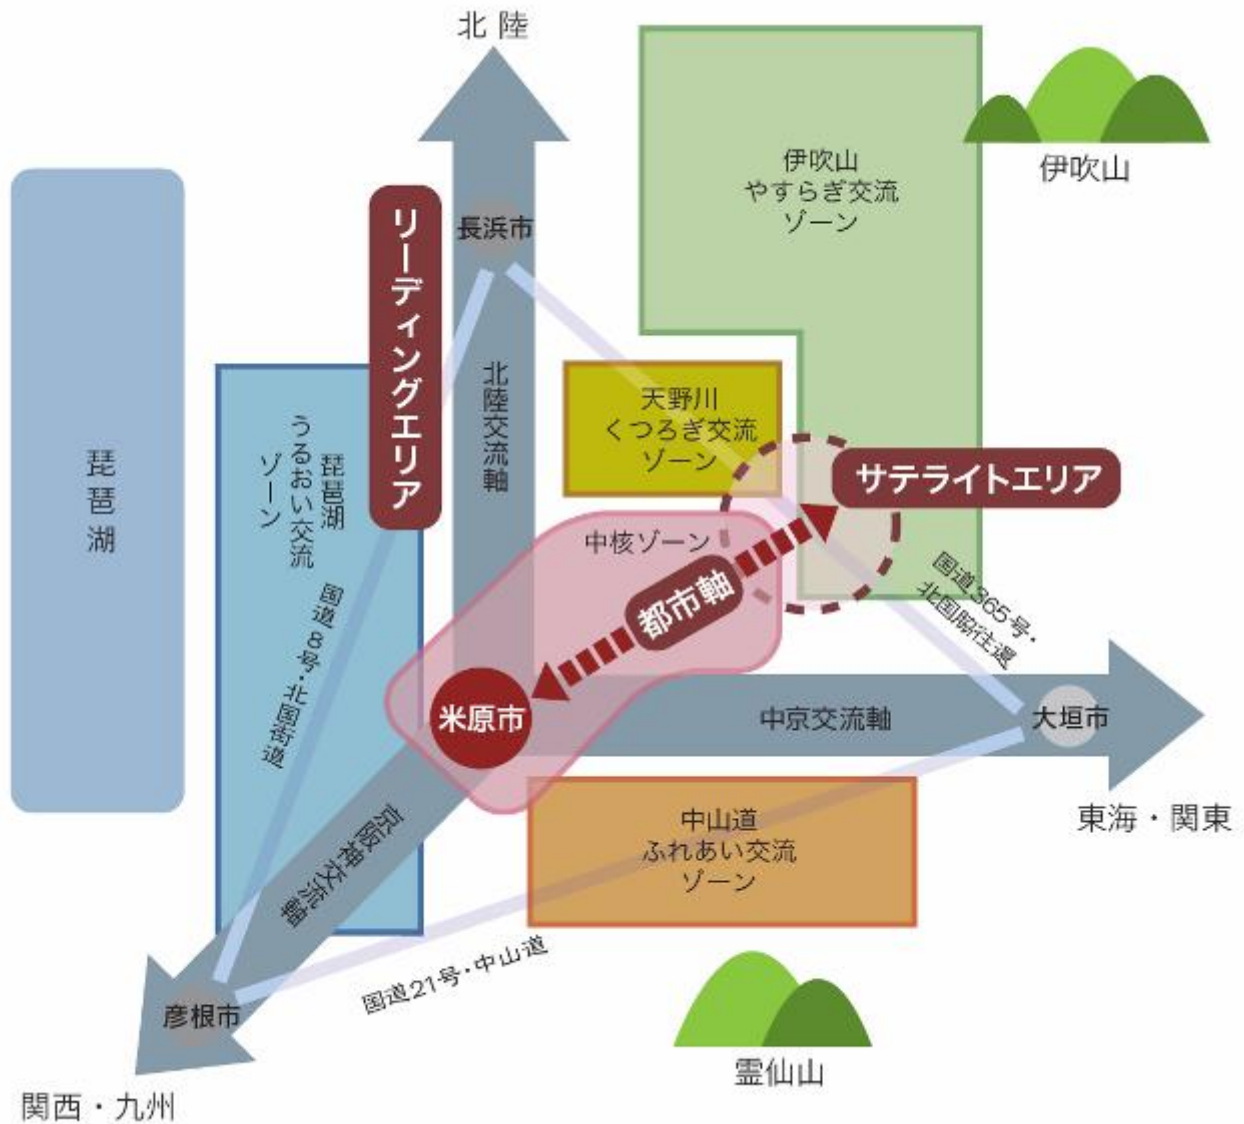 北陸
伊吹山
やすらぎ交流
ゾーン
伊吹山
リーディングエリア
長浜市
北陸交流軸
天野川
くつろぎ交流
ゾーン
琵琶湖
琵琶湖
うるおい交流
ゾーン
サテライトエリア
中核ゾーン
都市軸
国道365号・
北国脇往還
国道8号・北国街道
米原市
中京交流軸
大垣市
東海・関東
京阪神交流軸
中山道
ふれあい交流
ゾーン
国道21号・中山道
彦根市
霊仙山
関西・九州